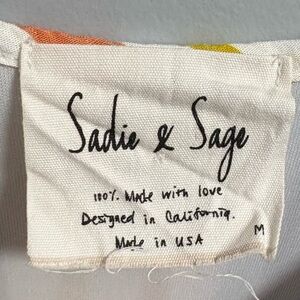 Sadie & Sage
100% Made with love
Designed in California.
Made in USA
M